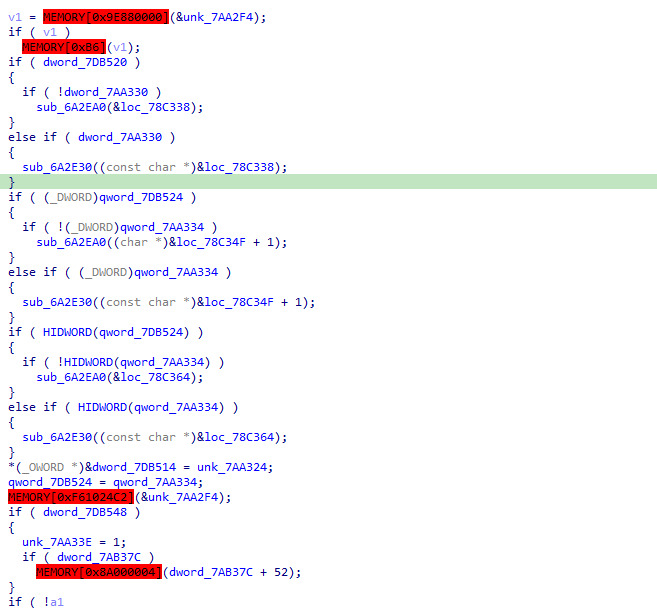 v1 = MEMORY[0x9E880000](&unk_7AA2F4);
if ( v1 )
MEMORY[0xB6](v1);
if ( dword_7DB520 )
{
if ( !dword_7AA330 )
sub_6A2EA0(&loc_78C338);
}
else if ( dword_7AA330 )
{
sub_6A2E30((const char *)&loc_78C338);
}
if ( (_DWORD)qword_7DB524 )
{
if ( !(_DWORD)qword_7AA334 )
sub_6A2EA0((char *)&loc_78C34F + 1);
}
else if ( (_DWORD)qword_7AA334 )
{
sub_6A2E30((const char *)&loc_78C34F + 1);
}
if ( HIDWORD(qword_7DB524) )
{
if ( !HIDWORD(qword_7AA334) )
sub_6A2EA0(&loc_78C364);
}
else if ( HIDWORD(qword_7AA334) )
{
sub_6A2E30((const char *)&loc_78C364);
}
*(_OWORD *)&dword_7DB514 = unk_7AA324;
qword_7DB524 = qword_7AA334;
MEMORY[0xF61024C2](&unk_7AA2F4);
if ( dword_7DB548 )
{
unk_7AA33E = 1;
if ( dword_7AB37C )
MEMORY[0x8A000004](dword_7AB37C + 52);
}
if ( !a1